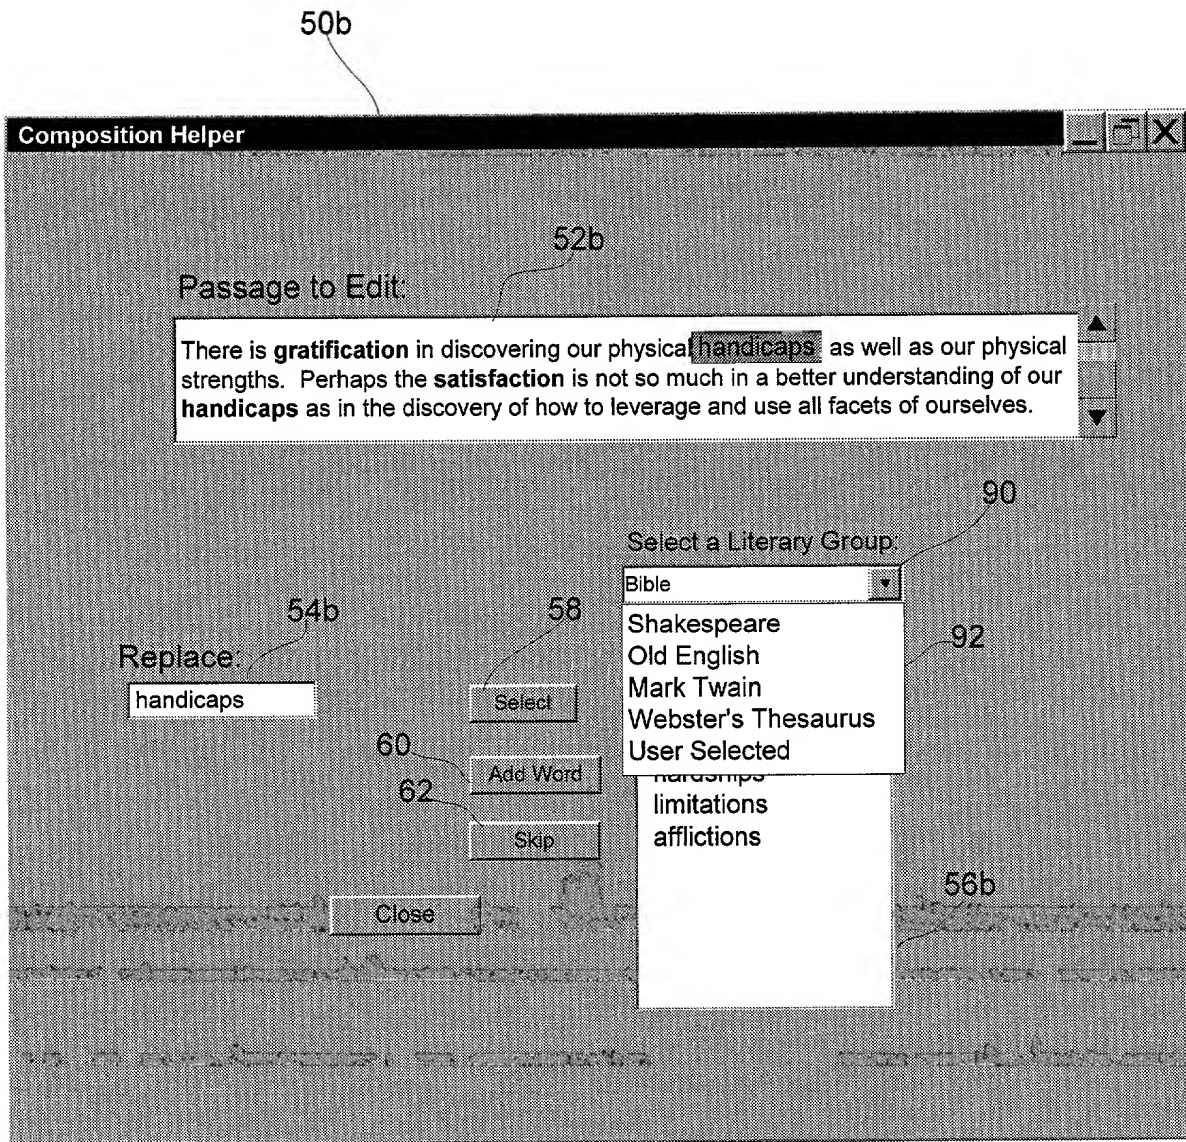 50b
Composition Helper
52b
Passage to Edit:
There is gratification in discovering our physical handicaps as well as our physical
strengths. Perhaps the satisfaction is not so much in a better understanding of our
handicaps as in the discovery of how to leverage and use all facets of ourselves.
90
Select a Literary Group:
Bible
54b
58
Shakespeare
92
Replace:
Old English
handicaps
Select
Mark Twain
Webster's Thesaurus
60
User Selected
Add Word
hardships
62
limitations
Skip
afflictions
56b
Close